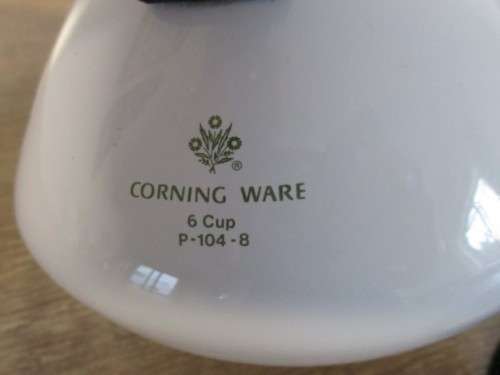 ®
CORNING WARE
6 Cup
P-104-8